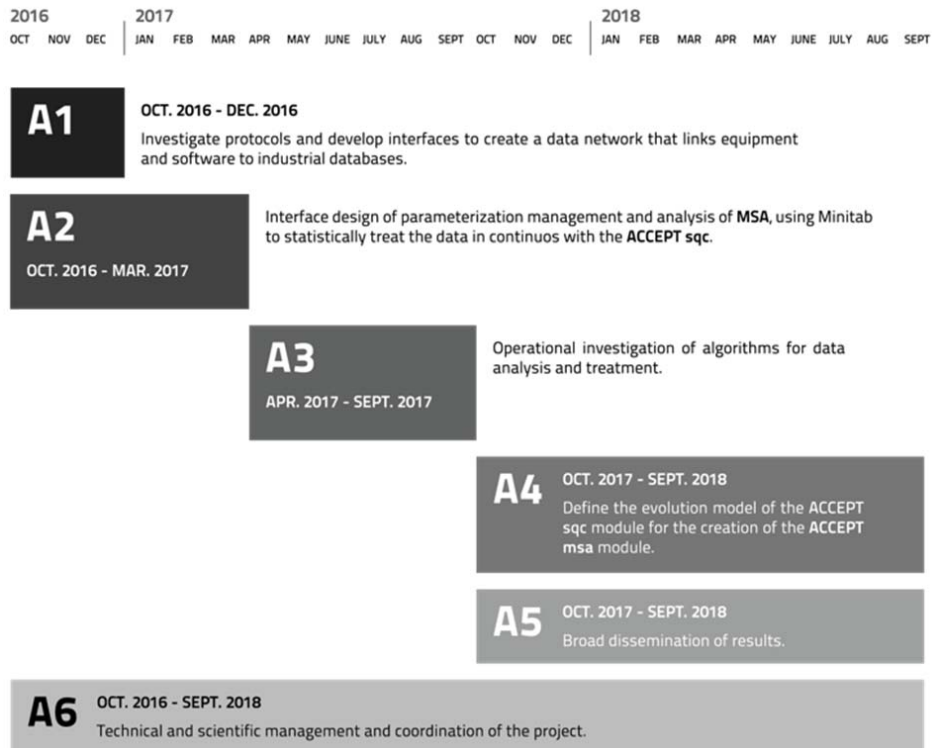 2016 2017 2018
OCT NOV DEC JAN FEB MAR APR MAY JUNE JULY AUG SEPT OCT NOV DEC JAN FEB MAR APR MAY JUNE JULY AUG SEPT
A1
OCT. 2016 - DEC. 2016
Investigate protocols and develop interfaces to create a data network that links equipment
and software to industrial databases.
A2
OCT. 2016 - MAR. 2017
Interface design of parameterization management and analysis of MSA, using Minitab
to statistically treat the data in continuos with the ACCEPT sqc.
A3
APR. 2017 - SEPT. 2017
Operational investigation of algorithms for data
analysis and treatment.
A4
OCT. 2017 - SEPT. 2018
Define the evolution model of the ACCEPT
sqc module for the creation of the ACCEPT
msa module.
A5
OCT. 2017 - SEPT. 2018
Broad dissemination of results.
A6
OCT. 2016 - SEPT. 2018
Technical and scientific management and coordination of the project.